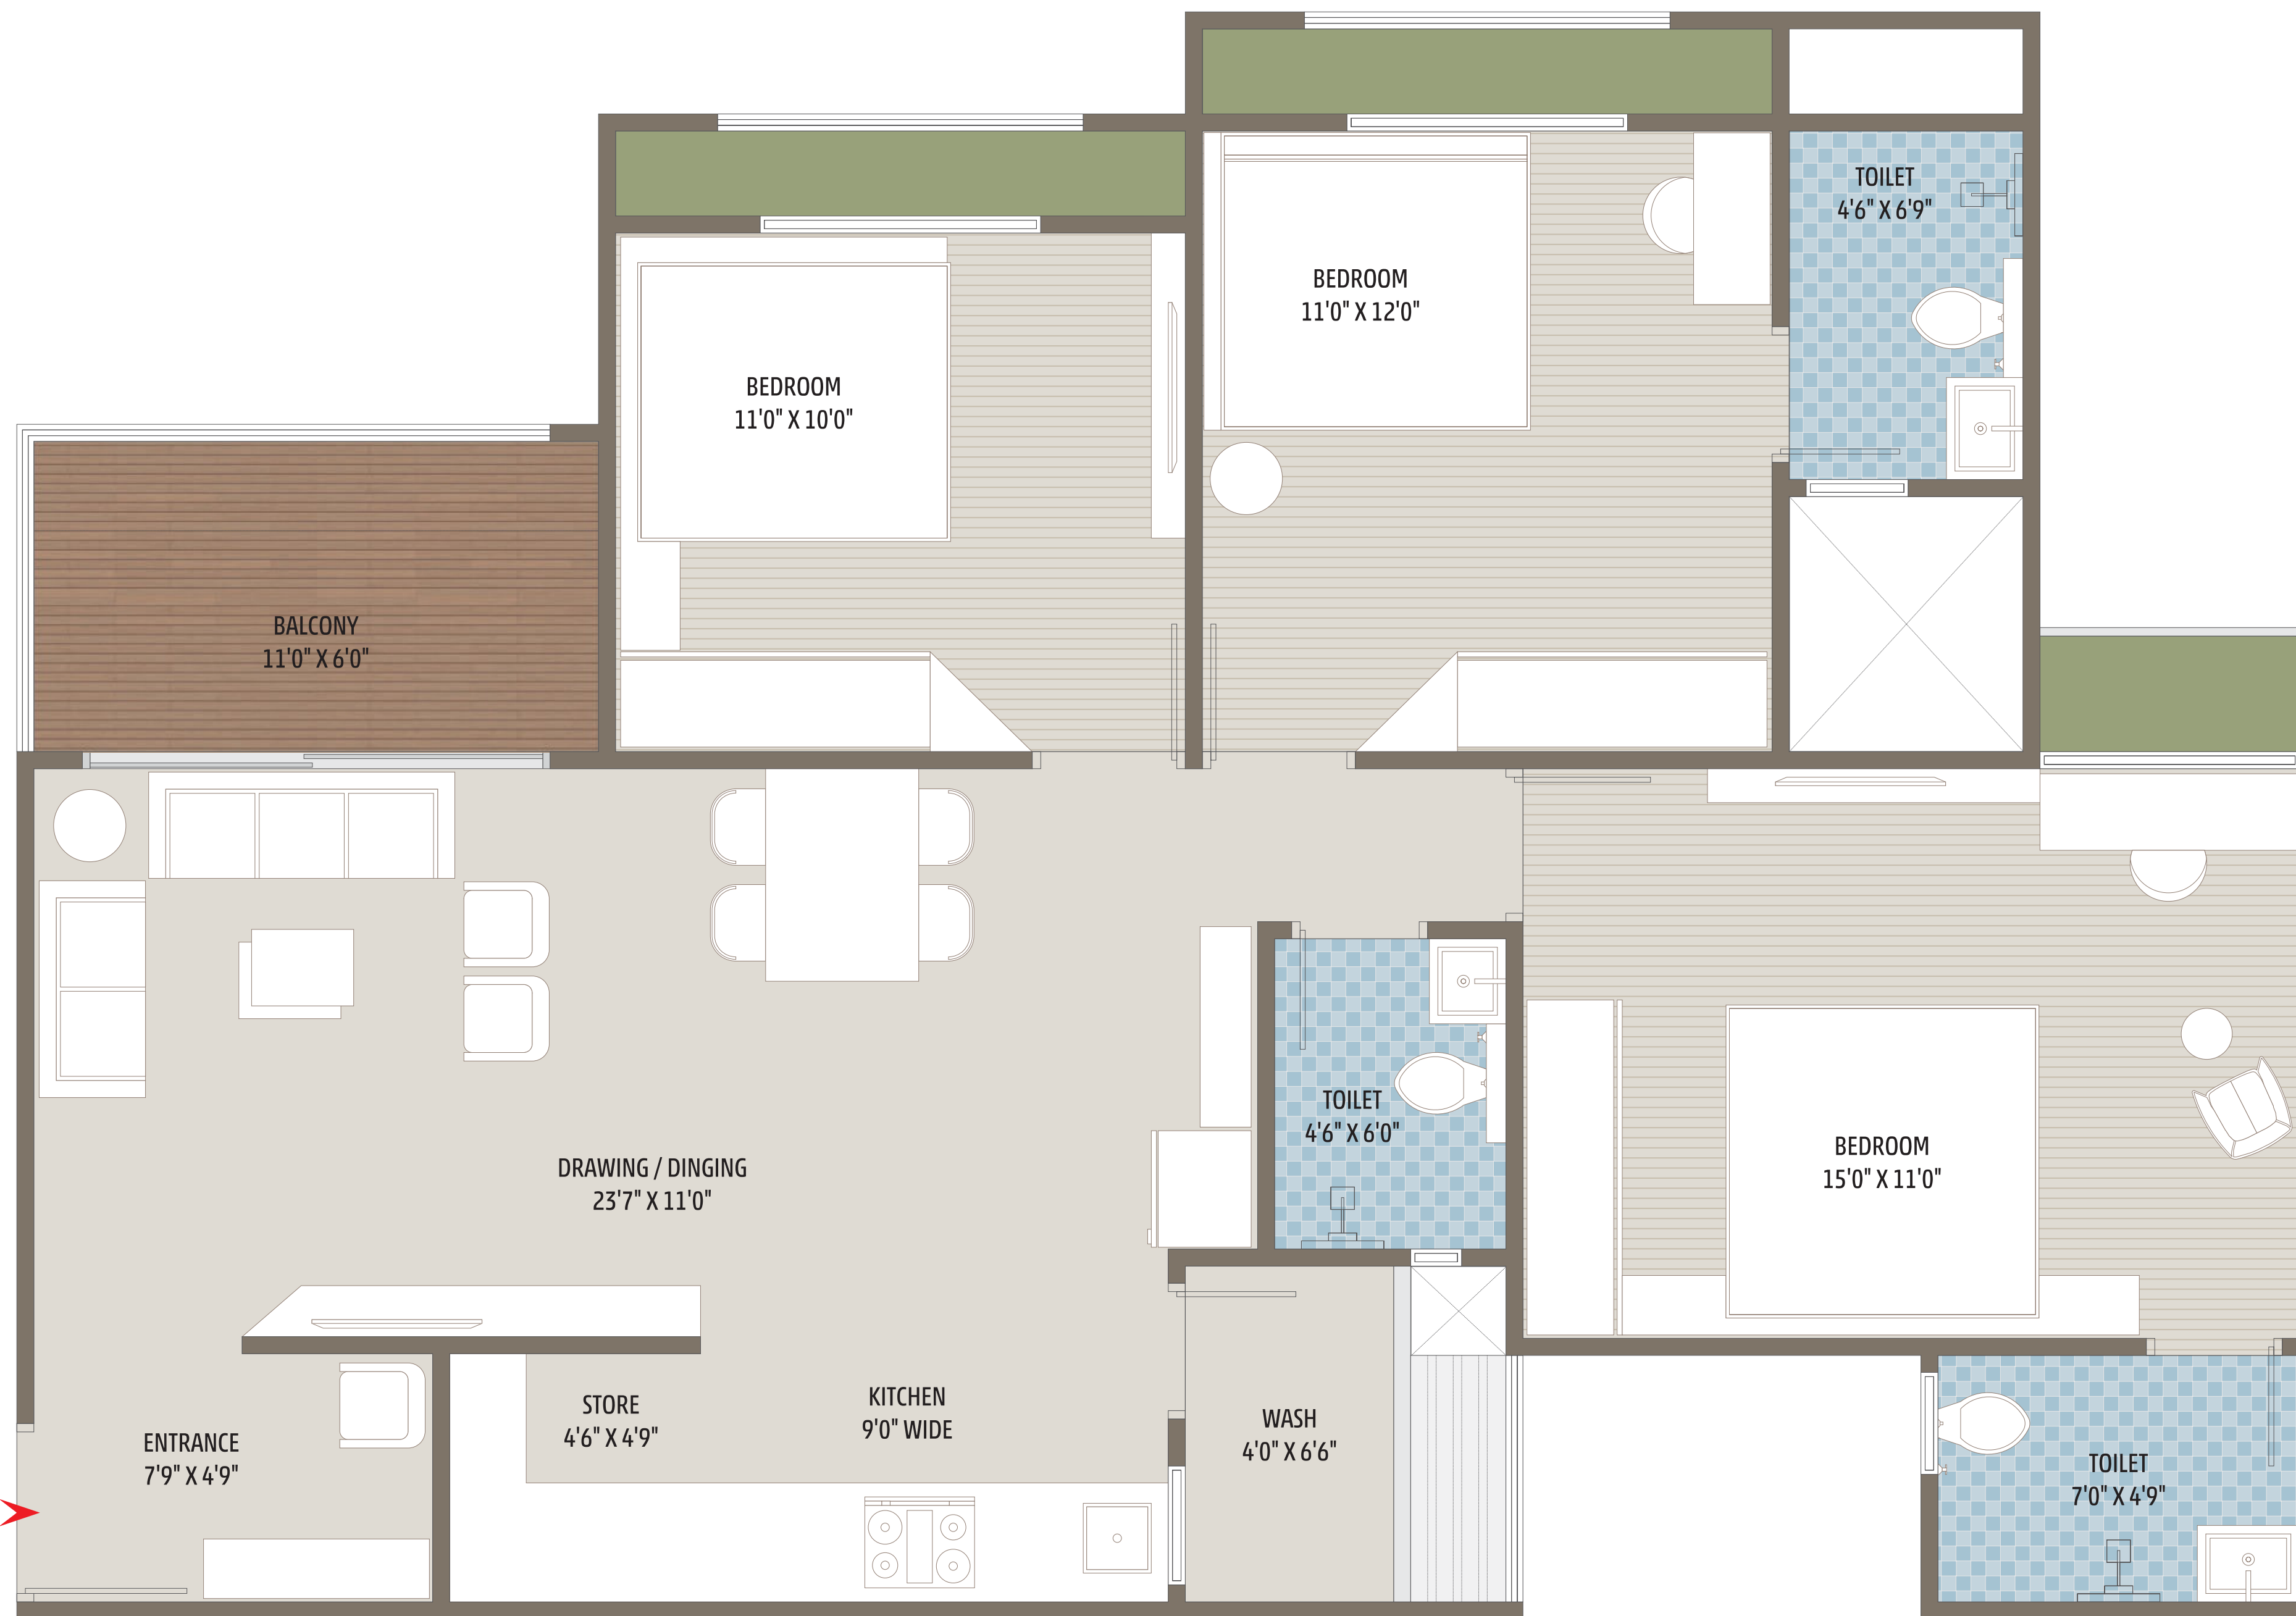 TOILET
4'6" X 6'9"
BEDROOM
11'0" X 12'0"
BEDROOM
11'0" X 10'0"
BALCONY
11'0" X 6'0"
TOILET
4'6" X 6'0"
BEDROOM
15'0" X 11'0"
DRAWING / DINGING
23'7" X 11'0"
STORE
4'6" X 4'9"
KITCHEN
9'0" WIDE
WASH
4'0" X 6'6"
ENTRANCE
7'9" X 4'9"
TOILET
7'0" X 4'9"